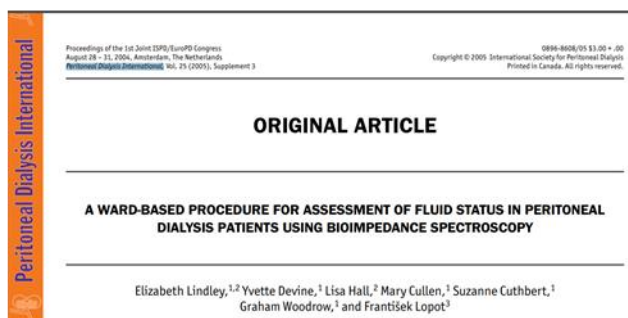 Peritoneal Dialysis International
Proceedings of the 1st Joint ISPD/EuroPD Congress
August 28 – 31, 2004, Amsterdam, The Netherlands
Peritoneal Dialysis International, Vol. 25 (2005), Supplement 3
0896-8608/05 $3.00 + .00
Copyright © 2005 International Society for Peritoneal Dialysis
Printed in Canada. All rights reserved.
ORIGINAL ARTICLE
A WARD-BASED PROCEDURE FOR ASSESSMENT OF FLUID STATUS IN PERITONEAL
DIALYSIS PATIENTS USING BIOIMPEDANCE SPECTROSCOPY
Elizabeth Lindley,1,2 Yvette Devine,1 Lisa Hall,2 Mary Cullen,1 Suzanne Cuthbert,1
Graham Woodrow,1 and František Lopot3